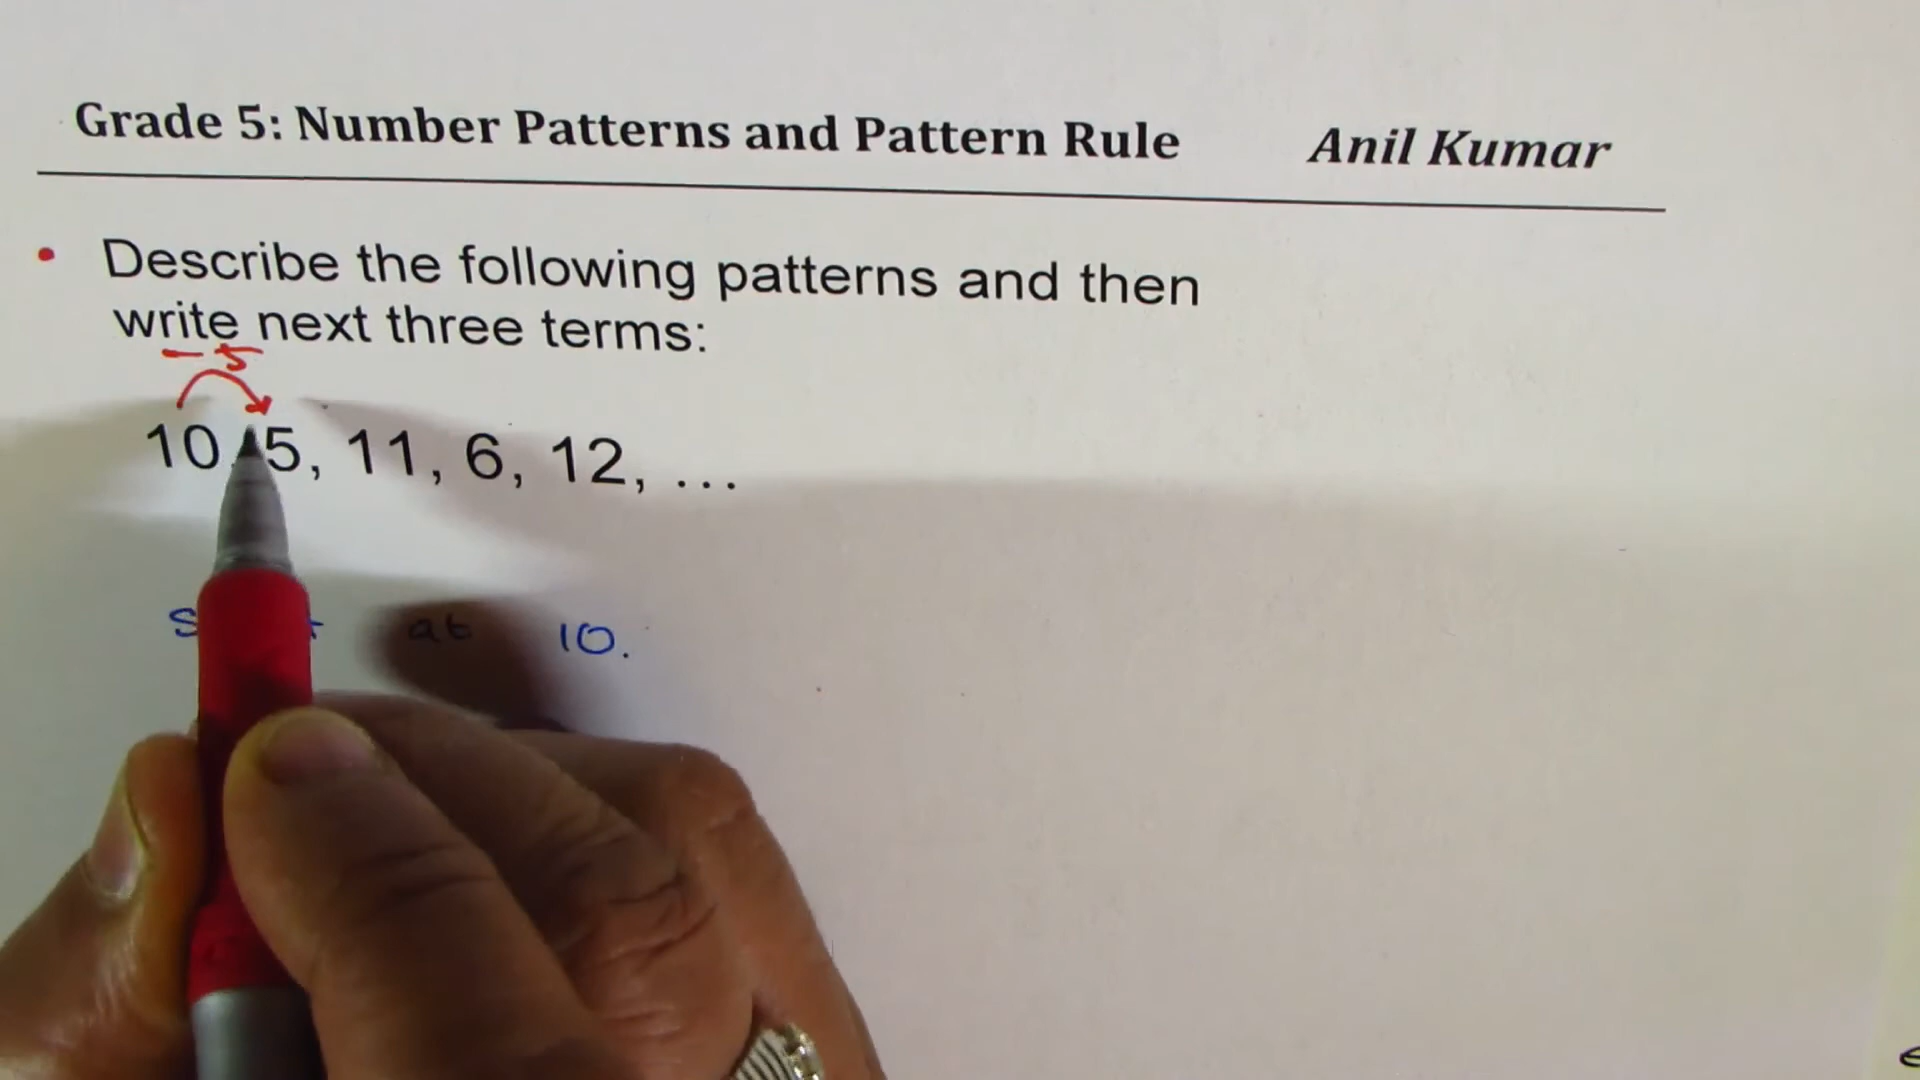 Grade 5: Number Patterns and Pattern Rule Anil Kumar
• Describe the following patterns and then
write next three terms:
- 5
10 5, 11, 6, 12, ...
at 10.